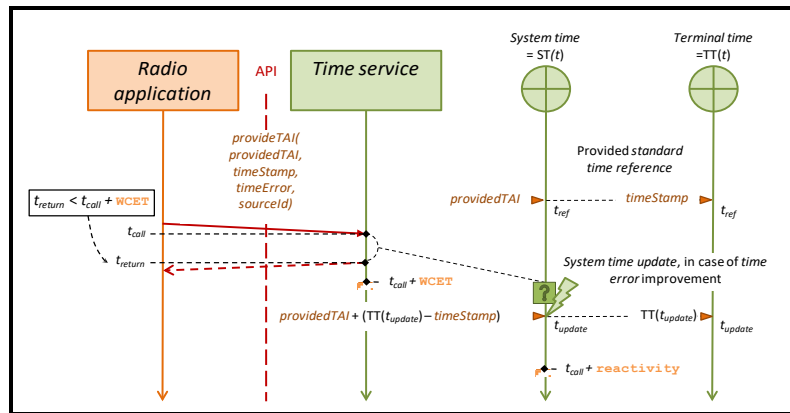 System time
= ST(t)
Terminal time
=TT(t)
Radio
application
API
Time service
provideTAI(
providedTAI,
timeStamp,
timeError,
sourceId)
Provided standard
time reference
t_return < t_call + WCET
providedTAI
timeStamp
t_ref
t_ref
t_call
t_return
System time update, in case of time
error improvement
t_call + WCET
?
providedTAI + (TT(t_update) – timeStamp)
t_update
TT(t_update)
t_update
t_call + reactivity